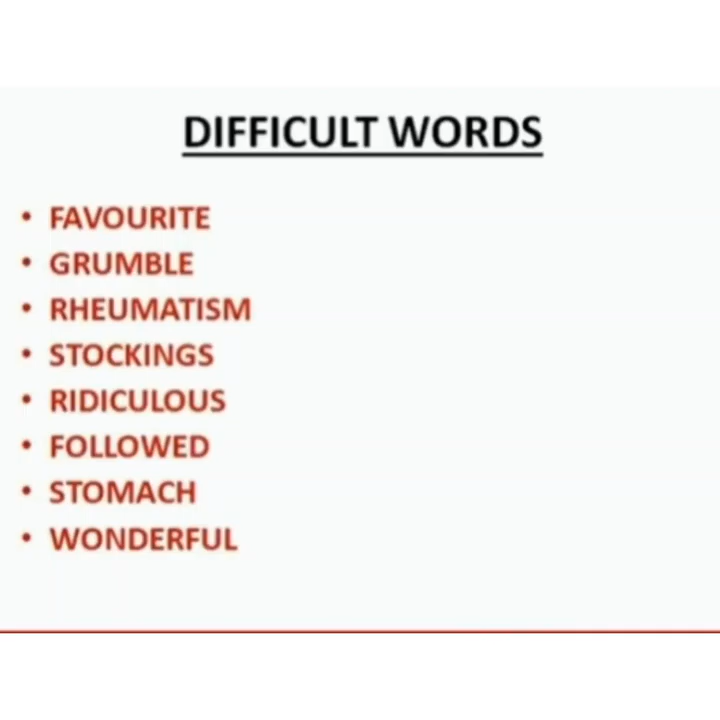 DIFFICULT WORDS
• FAVOURITE
• GRUMBLE
• RHEUMATISM
• STOCKINGS
• RIDICULOUS
• FOLLOWED
• STOMACH
• WONDERFUL